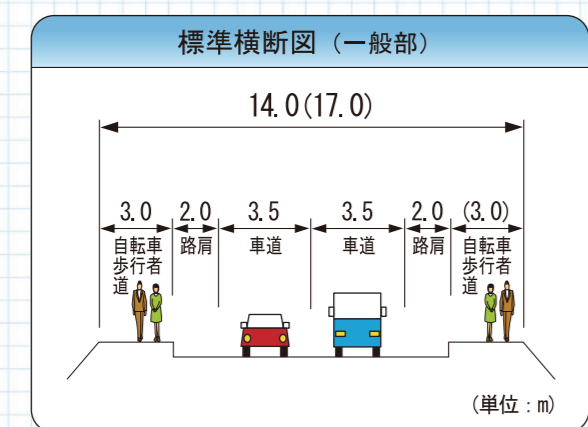 標準横断図（一般部）
14.0(17.0)
3.0 2.0 3.5 3.5 2.0 (3.0)
自転車歩行者道 路肩 車道 車道 路肩 自転車歩行者道
(単位：m)